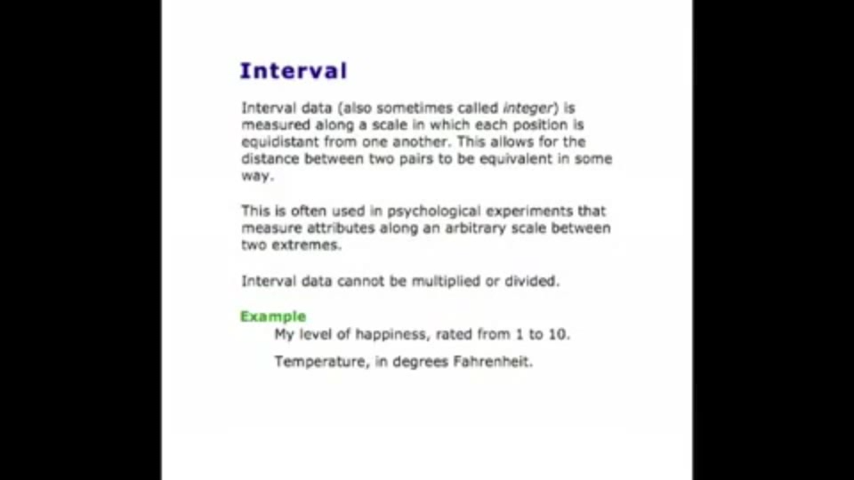 Interval
Interval data (also sometimes called integer) is
measured along a scale in which each position is
equidistant from one another. This allows for the
distance between two pairs to be equivalent in some
way.
This is often used in psychological experiments that
measure attributes along an arbitrary scale between
two extremes.
Interval data cannot be multiplied or divided.
Example
My level of happiness, rated from 1 to 10.
Temperature, in degrees Fahrenheit.